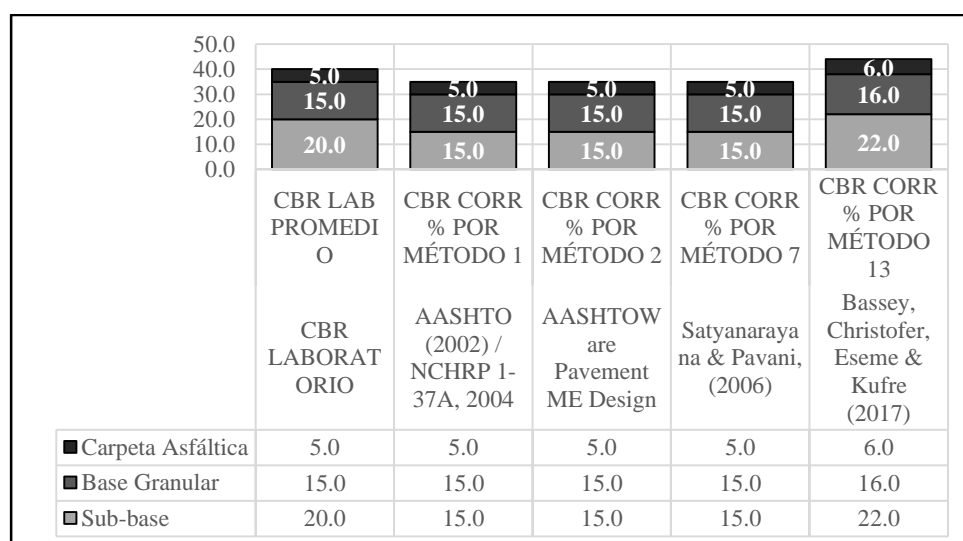 50.0
40.0
30.0
20.0
10.0
0.0
5.0 5.0 5.0 5.0 6.0
15.0 15.0 15.0 15.0 16.0
20.0 15.0 15.0 15.0 22.0
CBR LAB
PROMEDI
O
CBR CORR
% POR
MÉTODO 1
CBR CORR
% POR
MÉTODO 2
CBR CORR
% POR
MÉTODO 7
CBR CORR
% POR
MÉTODO
13
CBR
LABORAT
ORIO
AASHTO
(2002) /
NCHRP 1-
37A, 2004
AASHTOW
are
Pavement
ME Design
Satyanaraya
na & Pavani,
(2006)
Bassey,
Christofer,
Eseme &
Kufre
(2017)
Carpeta Asfáltica 5.0 5.0 5.0 5.0 6.0
Base Granular 15.0 15.0 15.0 15.0 16.0
Sub-base 20.0 15.0 15.0 15.0 22.0